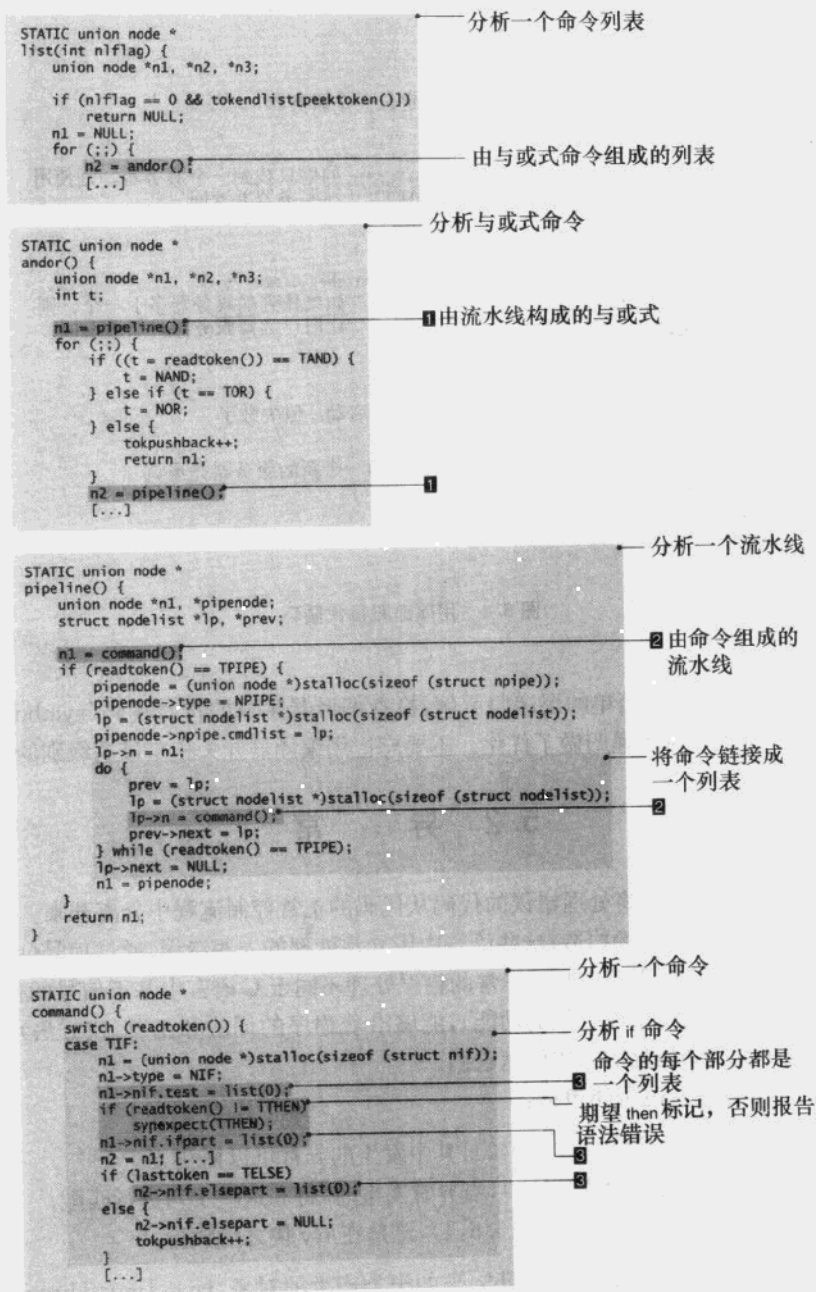 分析一个命令列表
STATIC union node *
list(int nlflag) {
    union node *n1, *n2, *n3;
    if (nlflag == 0 && tokendlist[peektoken()])
        return NULL;
    n1 = NULL;
    for (;;) {
        n2 = andor();
由与或式命令组成的列表
        [...]
分析与或式命令
STATIC union node *
andor() {
    union node *n1, *n2, *n3;
    int t;
    n1 = pipeline();
1 由流水线构成的与或式
    for (;;) {
        if ((t = readtoken()) == TAND) {
            t = NAND;
        } else if (t == TOR) {
            t = NOR;
        } else {
            tokpushback++;
            return n1;
        }
        n2 = pipeline();
1
        [...]
分析一个流水线
STATIC union node *
pipeline() {
    union node *n1, *pipenode;
    struct nodelist *lp, *prev;
    n1 = command();
2 由命令组成的
流水线
    if (readtoken() == TPIPE) {
        pipenode = (union node *)stalloc(sizeof (struct npipe));
        pipenode->type = NPIPE;
        lp = (struct nodelist *)stalloc(sizeof (struct nodelist));
        pipenode->npipe.cmdlist = lp;
        lp->n = n1;
        do {
将命令链接成
一个列表
            prev = lp;
            lp = (struct nodelist *)stalloc(sizeof (struct nodelist));
            lp->n = command();
2
            prev->next = lp;
        } while (readtoken() == TPIPE);
        lp->next = NULL;
        n1 = pipenode;
    }
    return n1;
}
分析一个命令
STATIC union node *
command() {
    switch (readtoken()) {
分析 if 命令
    case TIF:
        n1 = (union node *)stalloc(sizeof (struct nif));
        n1->type = NIF;
        n1->nif.test = list(0);
命令的每个部分都是
3 一个列表
        if (readtoken() != TTHEN)
            synexpect(TTHEN);
期望 then 标记，否则报告
语法错误
        n1->nif.ifpart = list(0);
3
        n2 = n1; [...]
        if (lasttoken == TELSE)
            n2->nif.elsepart = list(0);
3
        else {
            n2->nif.elsepart = NULL;
            tokpushback++;
        }
        [...]